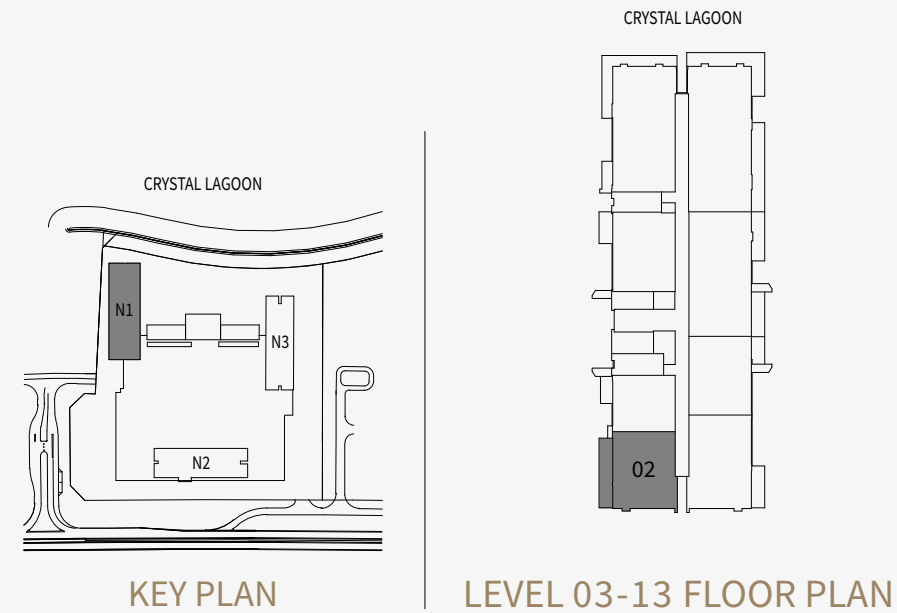 CRYSTAL LAGOON
N1
N3
N2
KEY PLAN
CRYSTAL LAGOON
02
LEVEL 03-13 FLOOR PLAN